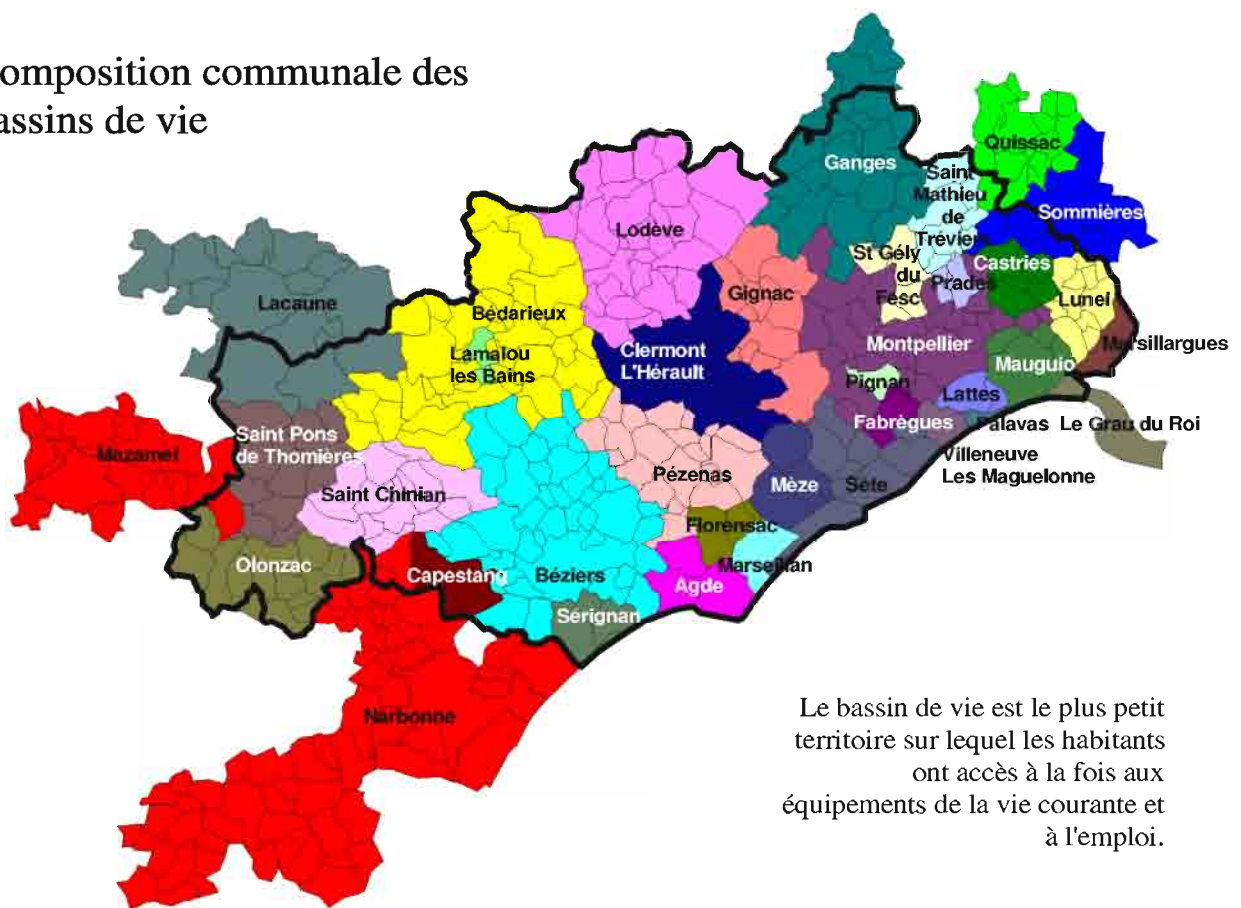 omposition communale des
assins de vie
Quissac
Ganges
Saint
Mathieu
de
Tréviers
Sommières
Lodève
St Gély
du
Fesc
Castries
Prades
Lunel
Gignac
Lacaune
Bédarieux
Montpellier
Marsillargues
Clermont
L'Hérault
Lamalou
les Bains
Mauguio
Pignan
Lattes
Fabrègues
Palavas
Le Grau du Roi
Saint Pons
de Thomières
Mazamet
Villeneuve
Les Maguelonne
Pézenas
Mèze
Sète
Saint Chinian
Florensac
Olonzac
Capestang
Béziers
Marseillan
Agde
Serignan
Narbonne
Le bassin de vie est le plus petit
territoire sur lequel les habitants
ont accès à la fois aux
équipements de la vie courante et
à l'emploi.